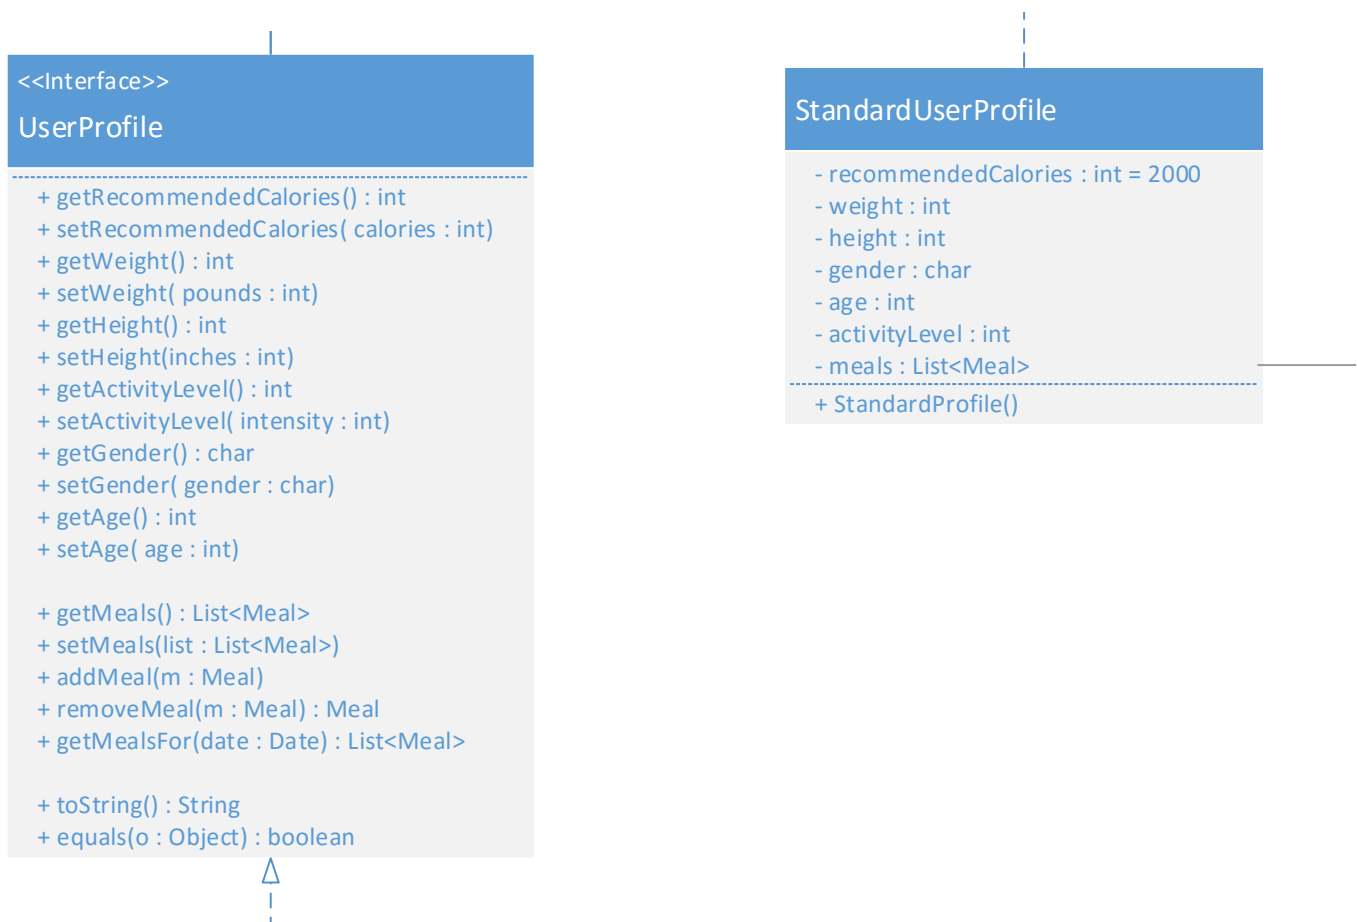 <<Interface>>
UserProfile
+ getRecommendedCalories() : int
+ setRecommendedCalories( calories : int)
+ getWeight() : int
+ setWeight( pounds : int)
+ getHeight() : int
+ setHeight(inches : int)
+ getActivityLevel() : int
+ setActivityLevel( intensity : int)
+ getGender() : char
+ setGender( gender : char)
+ getAge() : int
+ setAge( age : int)
+ getMeals() : List<Meal>
+ setMeals(list : List<Meal>)
+ addMeal(m : Meal)
+ removeMeal(m : Meal) : Meal
+ getMealsFor(date : Date) : List<Meal>
+ toString() : String
+ equals(o : Object) : boolean
StandardUserProfile
- recommendedCalories : int = 2000
- weight : int
- height : int
- gender : char
- age : int
- activityLevel : int
- meals : List<Meal>
+ StandardProfile()